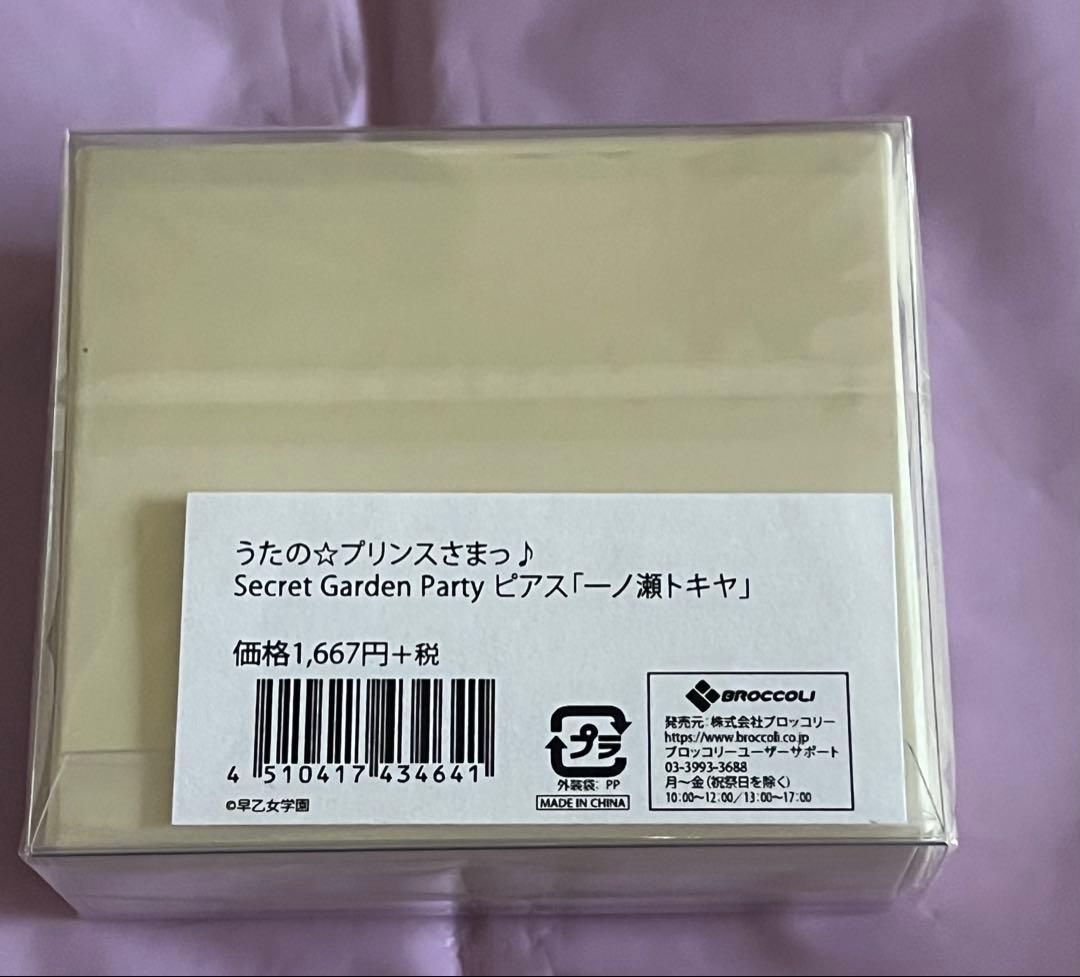 うたの☆プリンスさまっ♪
Secret Garden Party ピアス「一ノ瀬トキヤ」
価格1,667円+税
4 510417 434641
©早乙女学園
プラ
外装袋: PP
MADE IN CHINA
BROCCOLI
発売元:株式会社ブロッコリー
https://www.broccoli.co.jp
ブロッコリーユーザーサポート
03-3993-3688
月～金(祝祭日を除く)
10:00～12:00/13:00～17:00